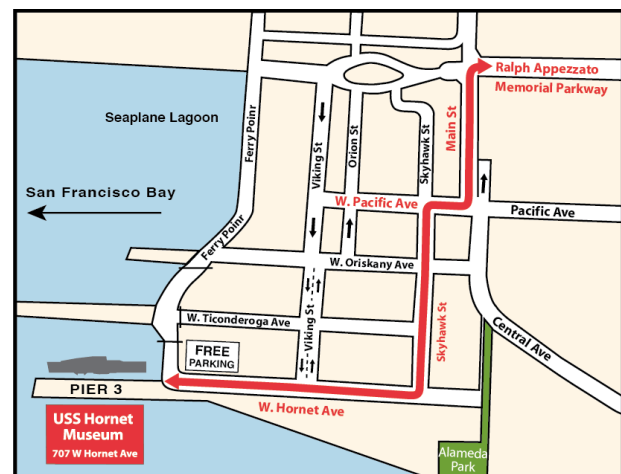 Ralph Appezzato
Memorial Parkway
Seaplane Lagoon
Ferry Poinr
Viking St
Orion St
Skyhawk St
Main St
San Francisco Bay
W. Pacific Ave
Pacific Ave
Ferry Poinr
W. Oriskany Ave
W. Ticonderoga Ave
Viking St
Skyhawk St
Central Ave
FREE
PARKING
PIER 3
W. Hornet Ave
USS Hornet
Museum
707 W Hornet Ave
Alameda
Park